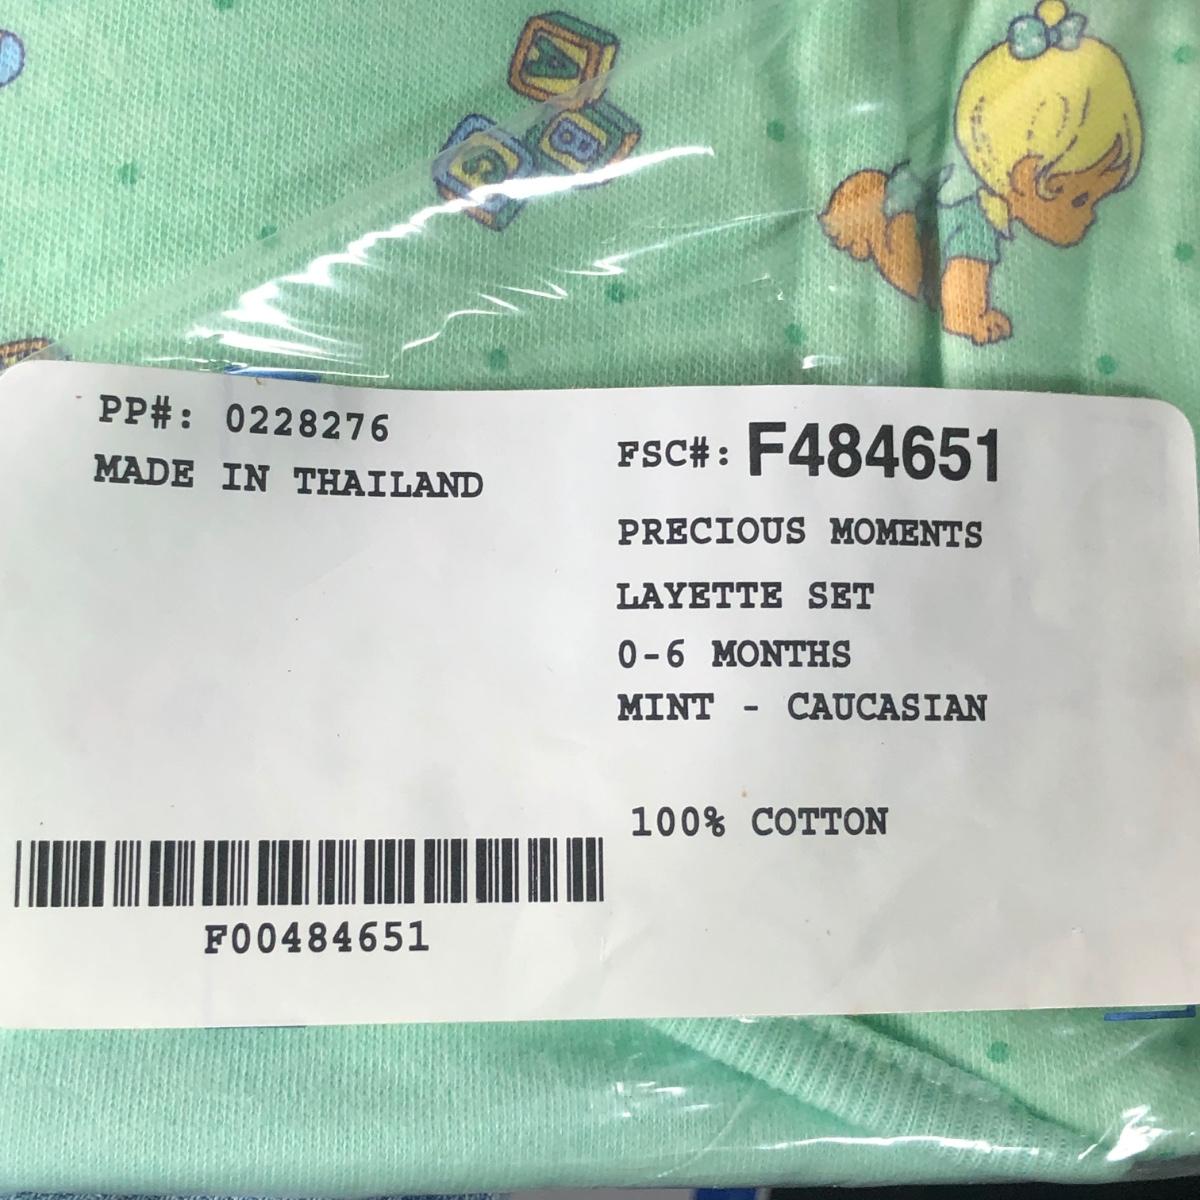 A
B
C
PP#: 0228276
MADE IN THAILAND
FSC#: F484651
PRECIOUS MOMENTS
LAYETTE SET
0-6 MONTHS
MINT - CAUCASIAN
100% COTTON
F00484651